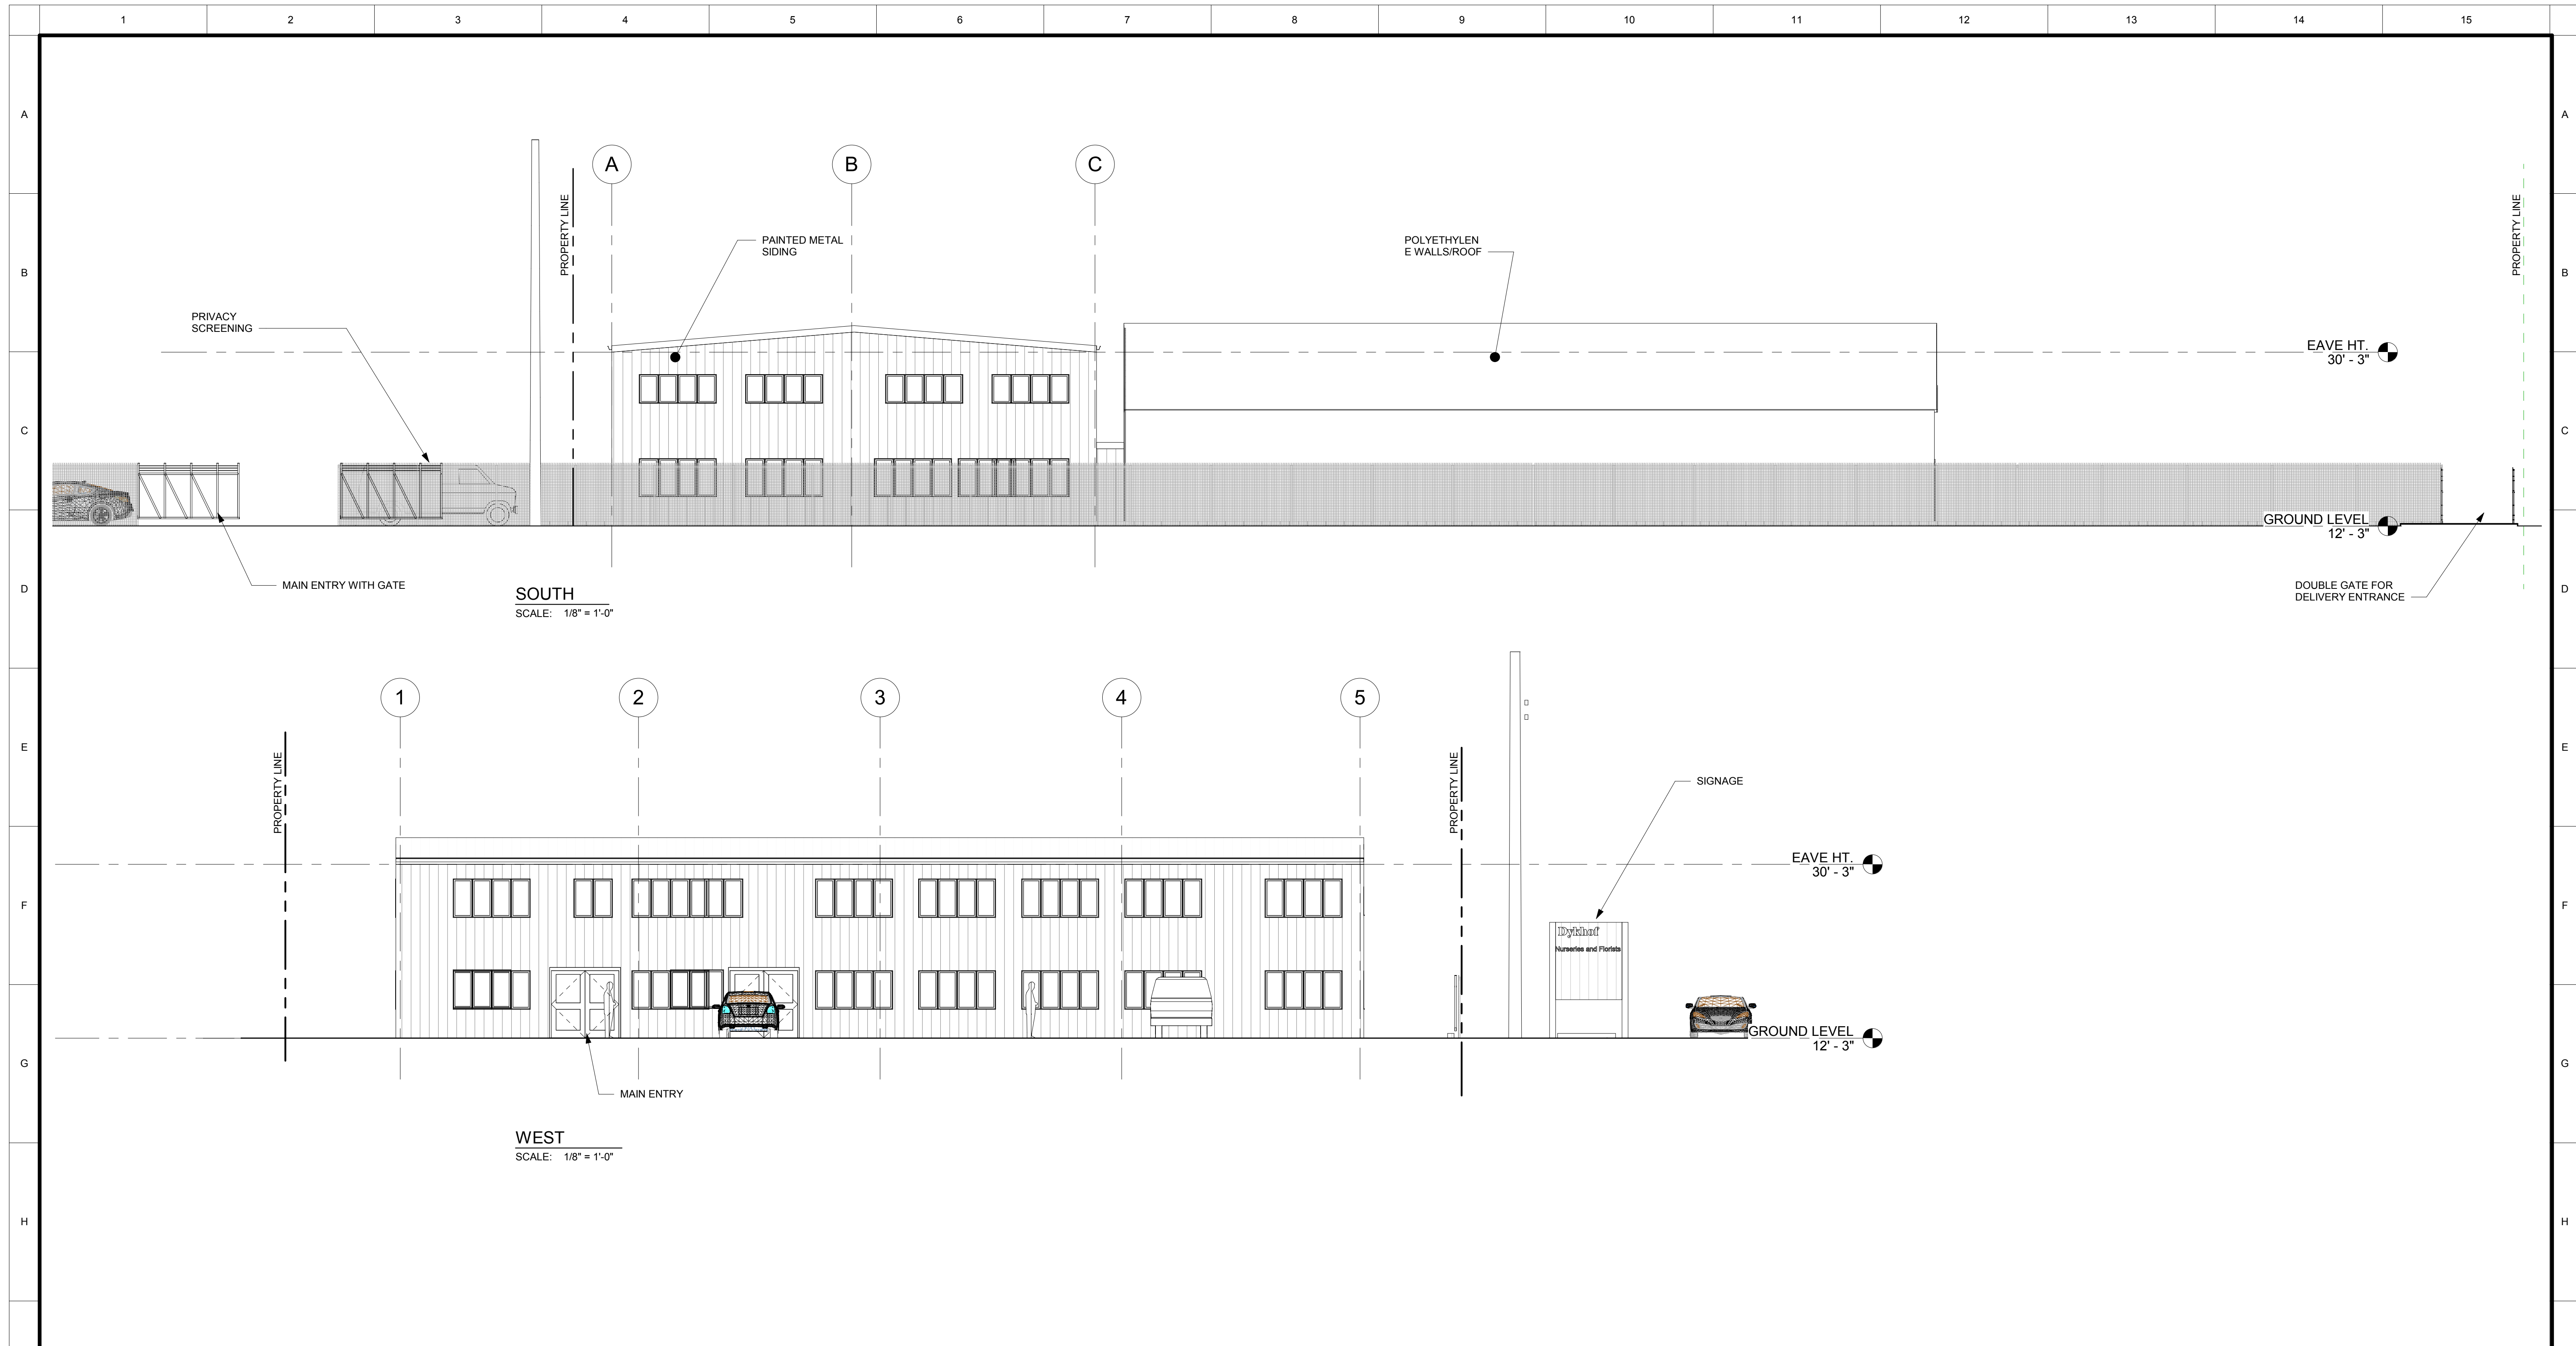 1 2 3 4 5 6 7 8 9 10 11 12 13 14 15
A A
A B C
PROPERTY LINE
PROPERTY LINE
B B
PAINTED METAL
SIDING
POLYETHYLEN
E WALLS/ROOF
PRIVACY
SCREENING
EAVE HT.
30' - 3"
C C
GROUND LEVEL
12' - 3"
D D
MAIN ENTRY WITH GATE
DOUBLE GATE FOR
DELIVERY ENTRANCE
SOUTH
SCALE: 1/8" = 1'-0"
1 2 3 4 5
E E
PROPERTY LINE
PROPERTY LINE
SIGNAGE
EAVE HT.
30' - 3"
F F
Dykhof
Nurseries and Florists
GROUND LEVEL
12' - 3"
G G
MAIN ENTRY
WEST
SCALE: 1/8" = 1'-0"
H H